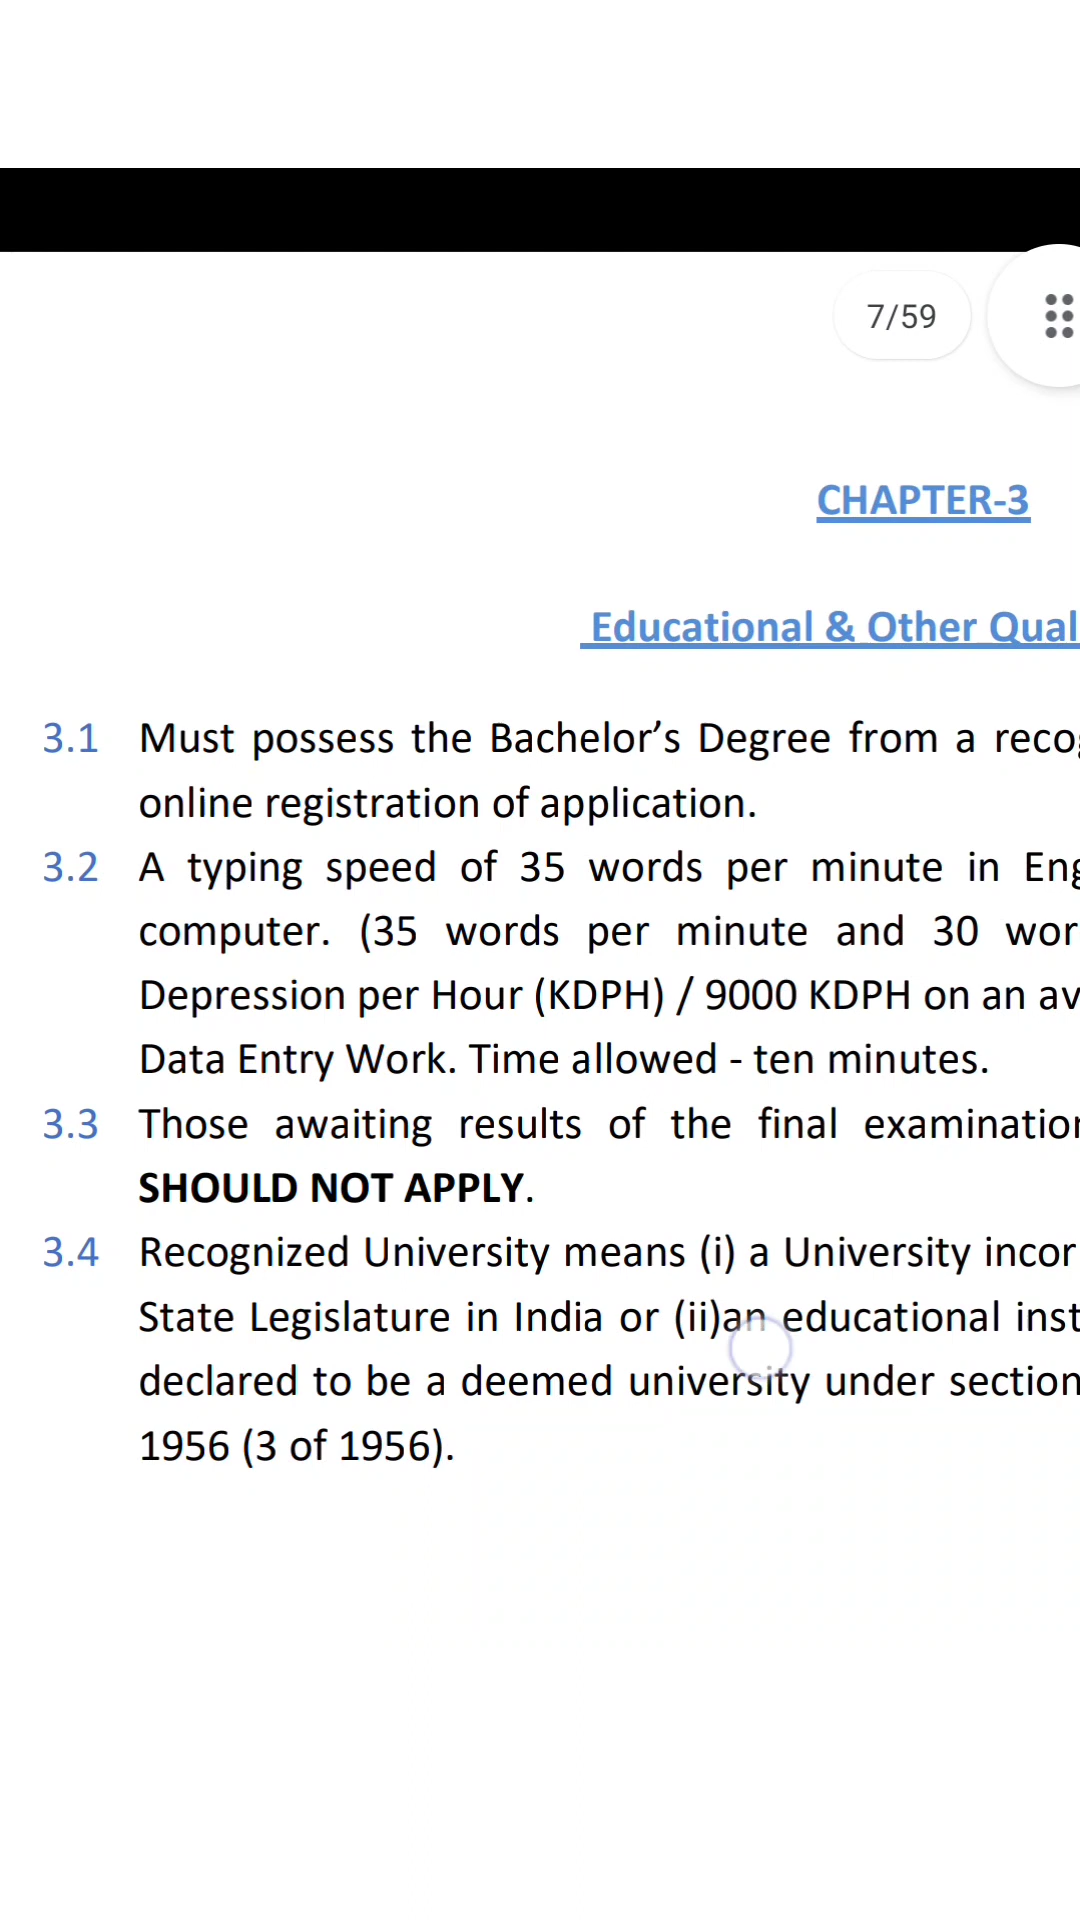 7/59
CHAPTER-3
Educational & Other Qual
3.1 Must possess the Bachelor’s Degree from a reco
online registration of application.
3.2 A typing speed of 35 words per minute in Eng
computer. (35 words per minute and 30 wor
Depression per Hour (KDPH) / 9000 KDPH on an av
Data Entry Work. Time allowed - ten minutes.
3.3 Those awaiting results of the final examination
SHOULD NOT APPLY.
3.4 Recognized University means (i) a University incor
State Legislature in India or (ii)an educational inst
declared to be a deemed university under section
1956 (3 of 1956).